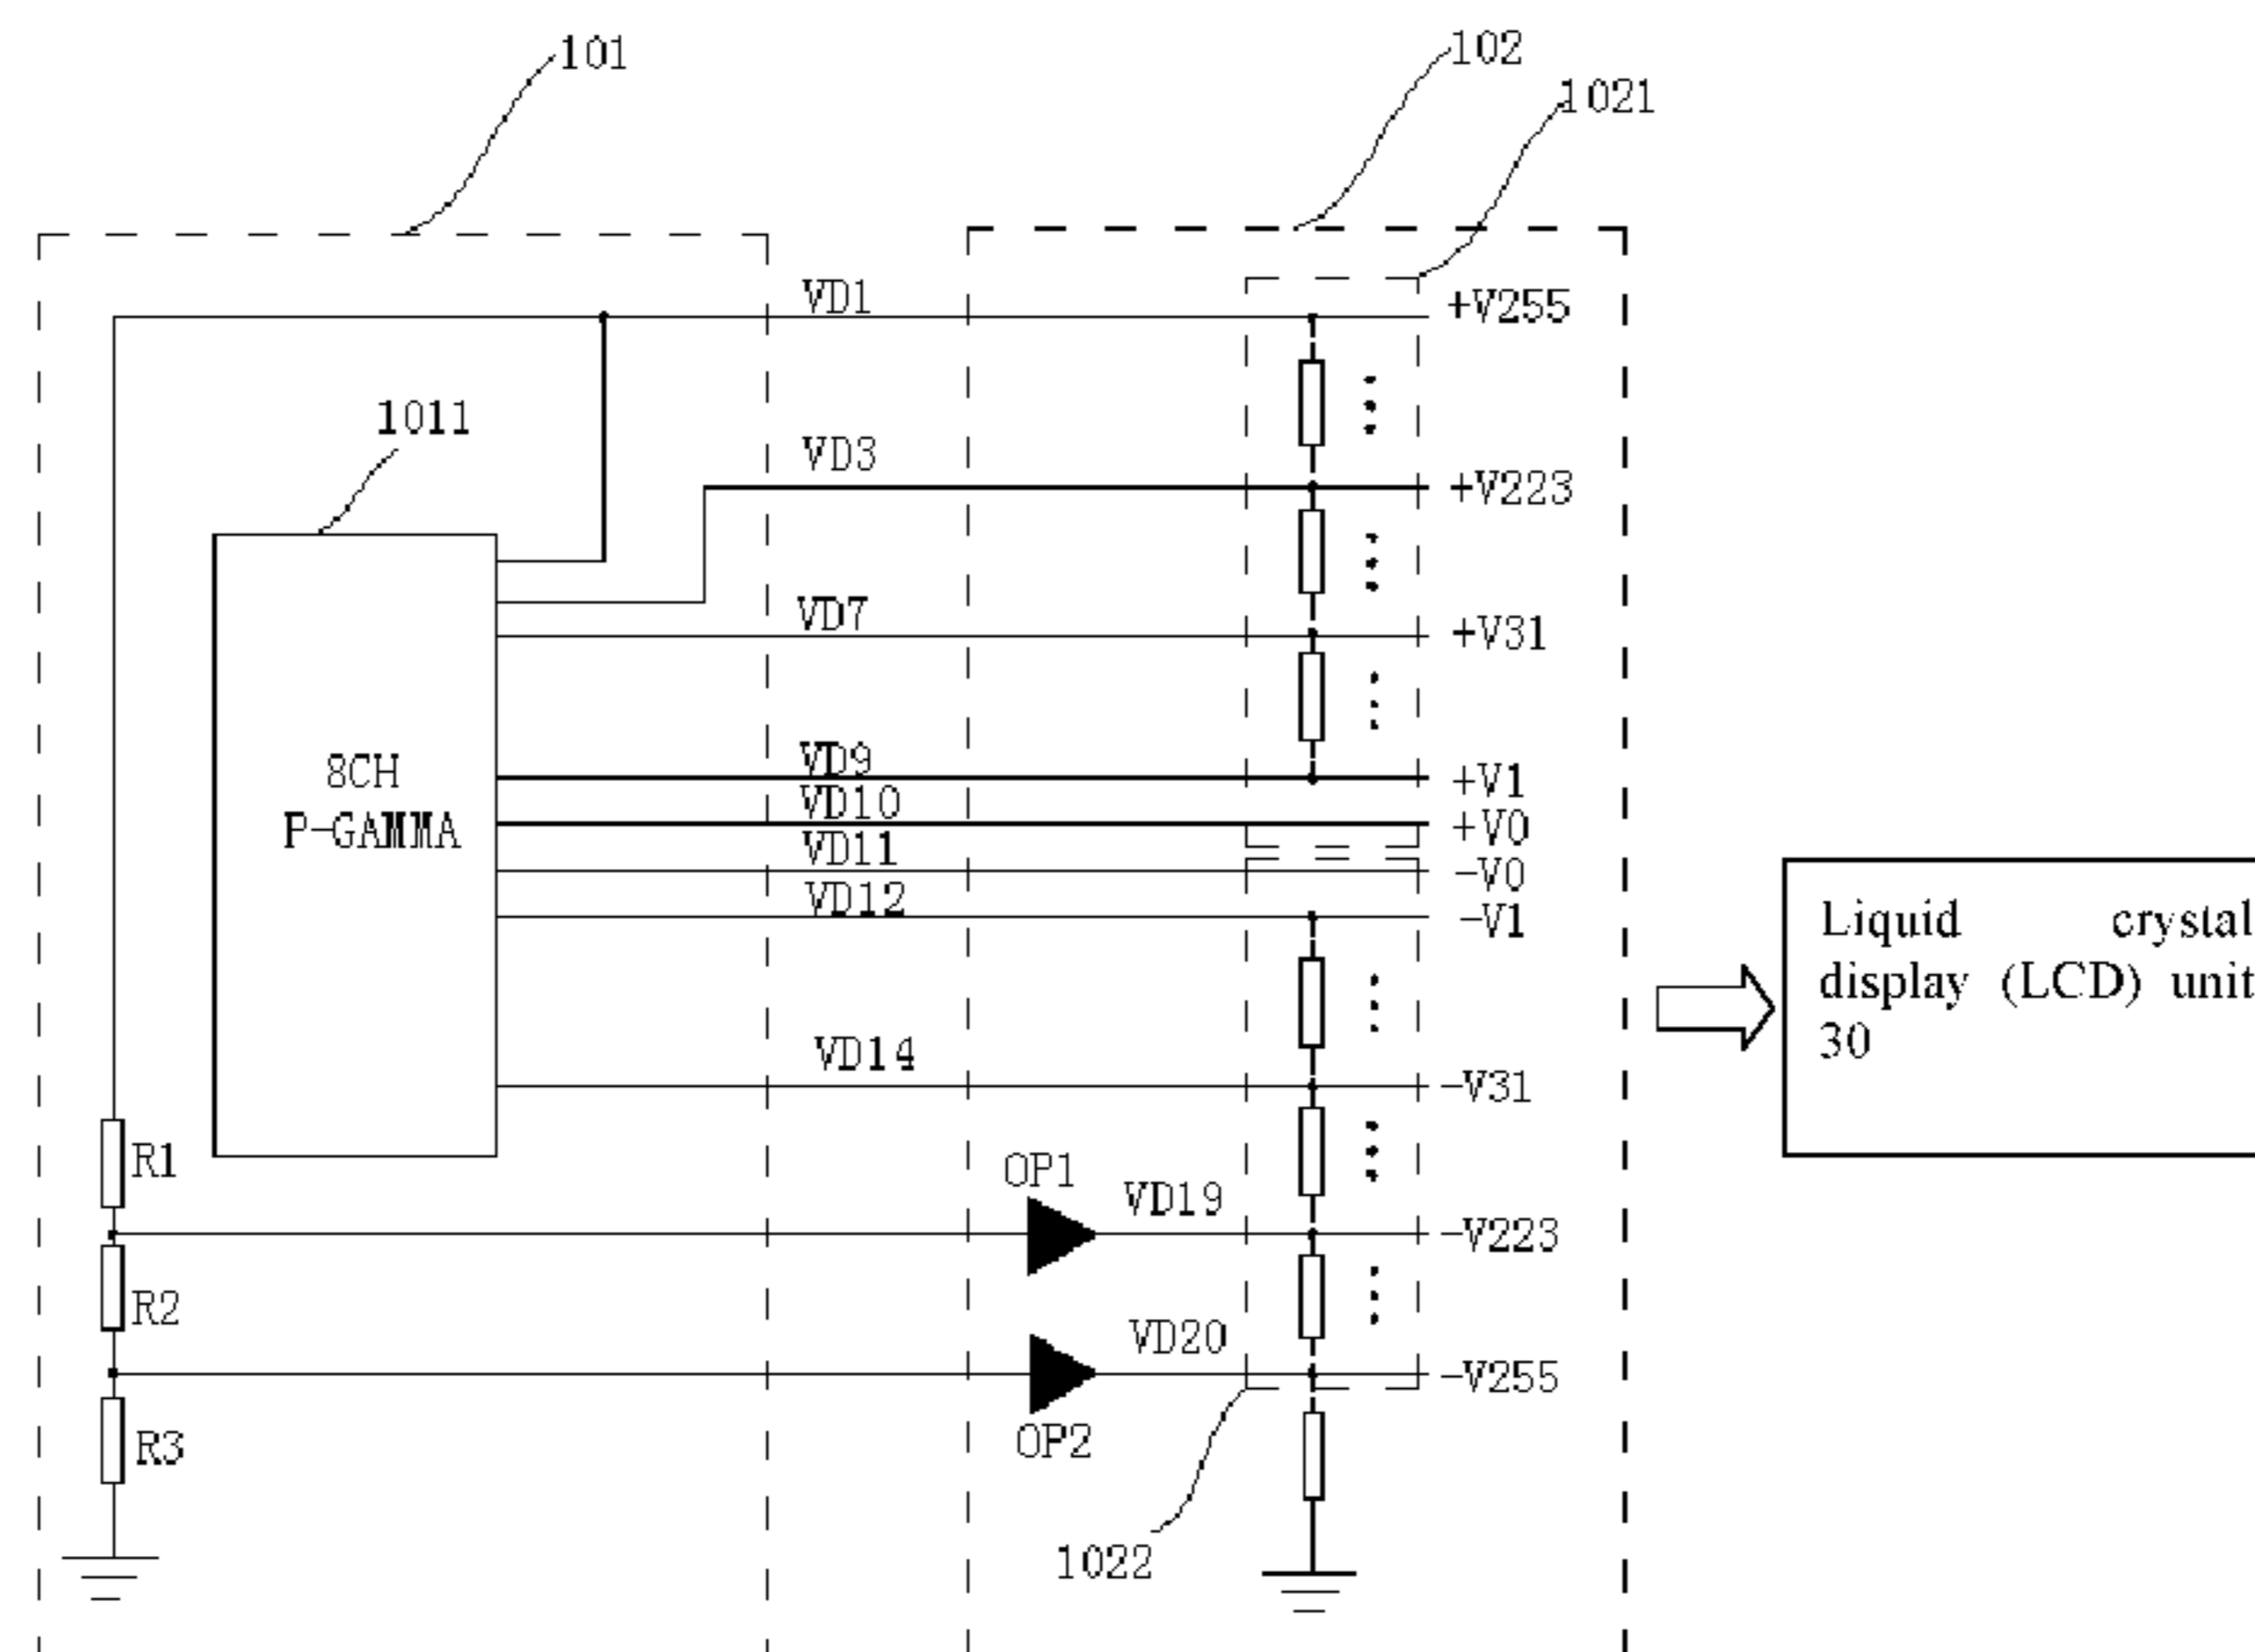 101
102
1021
VD1
+V255
1011
VD3
+V223
VD7
+V31
8CH
P-GAMMA
VD9
+V1
VD10
+V0
VD11
-V0
VD12
-V1
Liquid crystal
display (LCD) unit
30
VD14
-V31
R1
OP1
VD19
-V223
R2
VD20
-V255
R3
OP2
1022